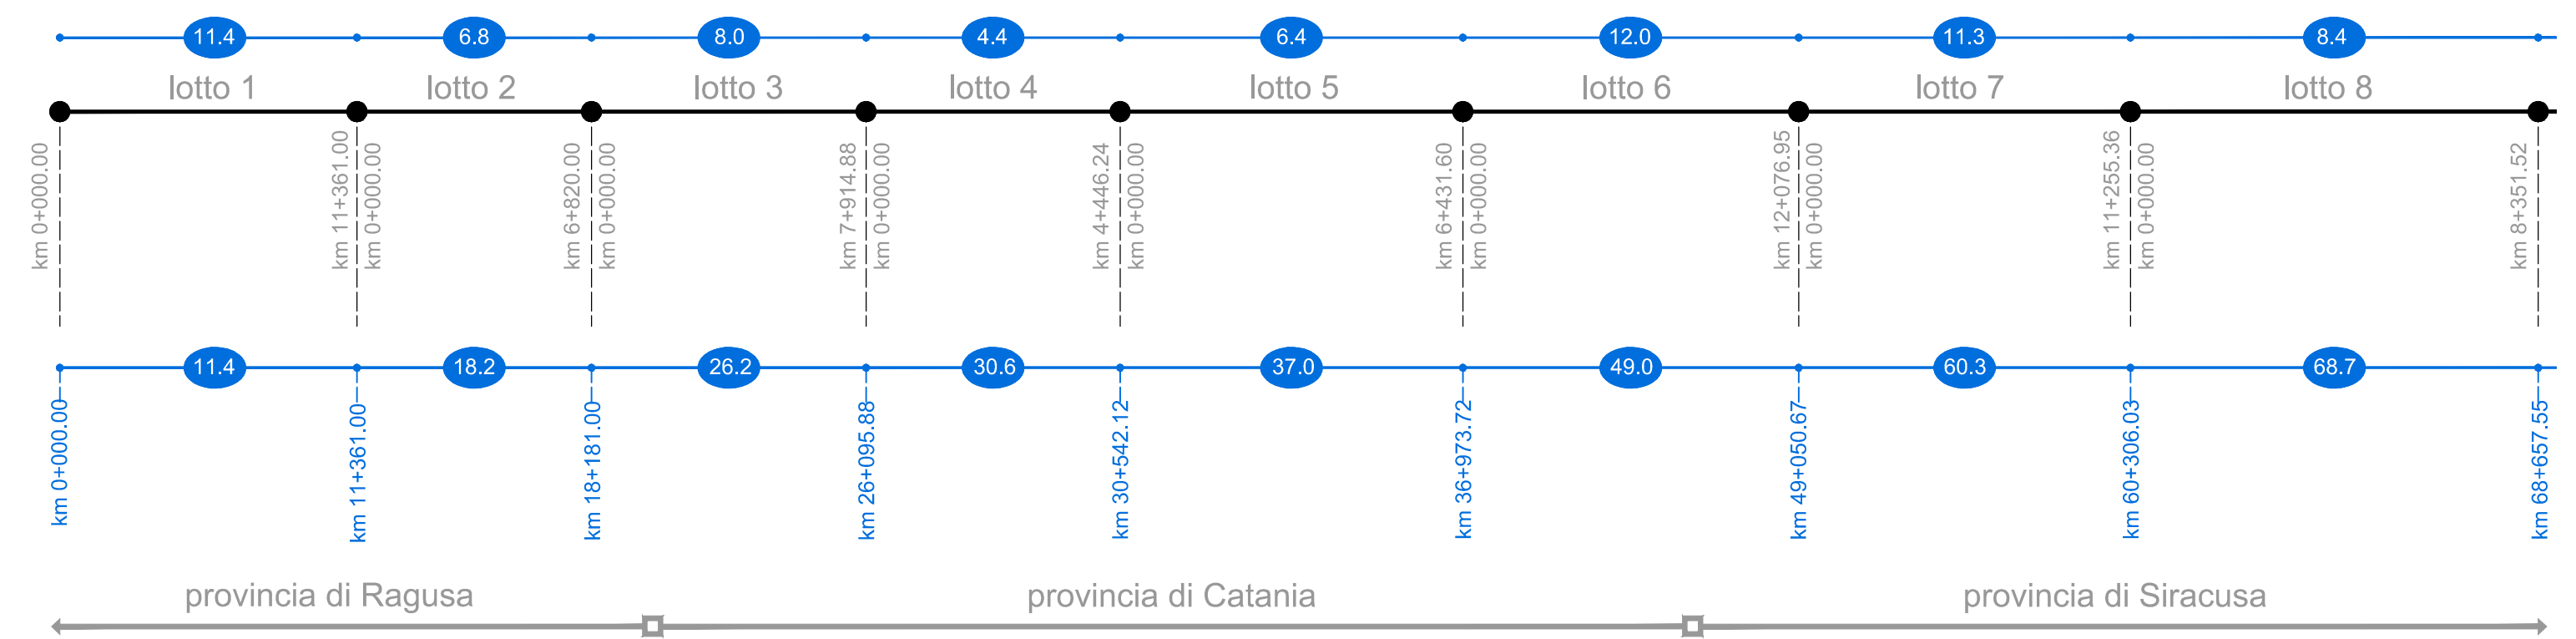 11.4 6.8 8.0 4.4 6.4 12.0 11.3 8.4
lotto 1 lotto 2 lotto 3 lotto 4 lotto 5 lotto 6 lotto 7 lotto 8
km 0+000.00
km 11+361.00
km 0+000.00
km 6+820.00
km 0+000.00
km 7+914.88
km 0+000.00
km 4+446.24
km 0+000.00
km 6+431.60
km 0+000.00
km 12+076.95
km 0+000.00
km 11+255.36
km 0+000.00
km 8+351.52
11.4 18.2 26.2 30.6 37.0 49.0 60.3 68.7
km 0+000.00
km 11+361.00
km 18+181.00
km 26+095.88
km 30+542.12
km 36+973.72
km 49+050.67
km 60+306.03
km 68+657.55
provincia di Ragusa provincia di Catania provincia di Siracusa